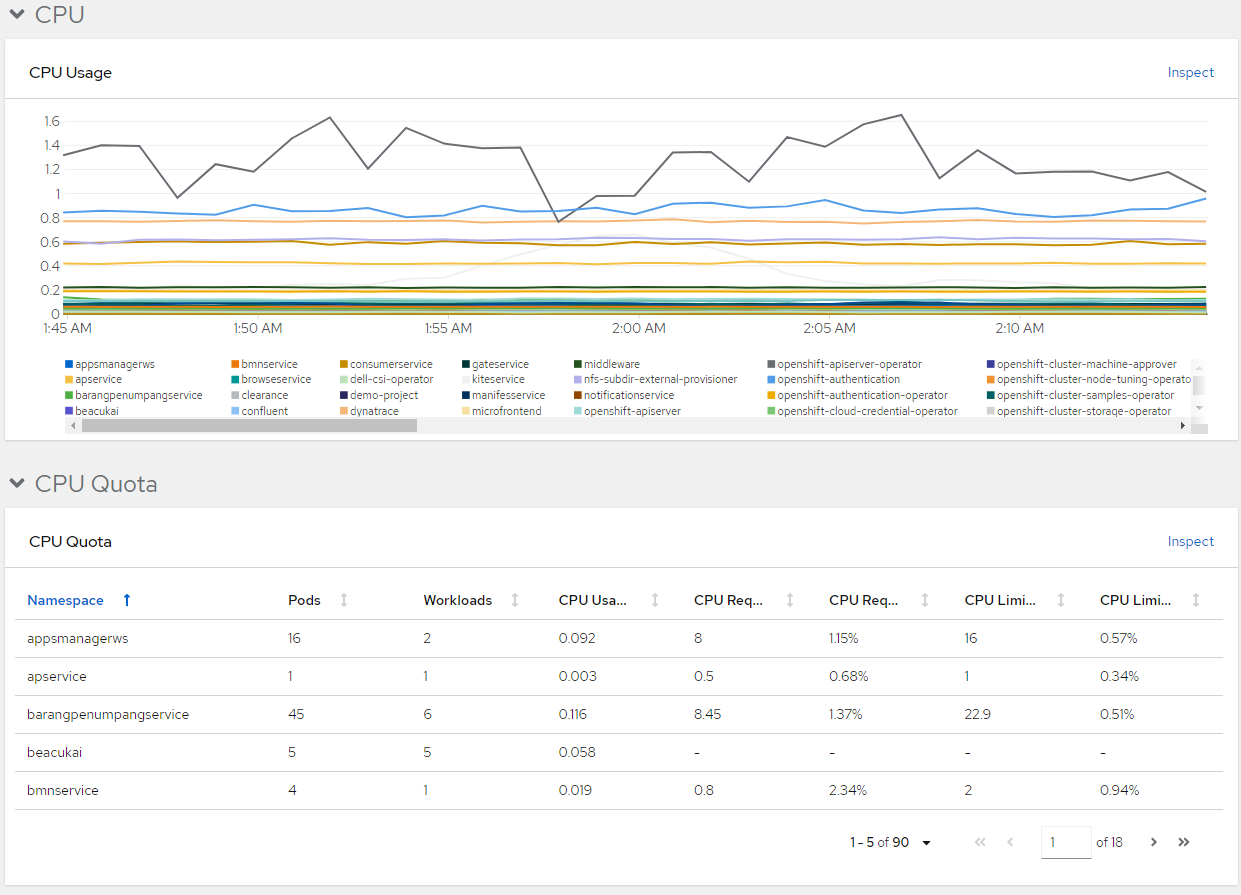 CPU
CPU Usage Inspect
1.6
1.4
1.2
1
0.8
0.6
0.4
0.2
0
1:45 AM 1:50 AM 1:55 AM 2:00 AM 2:05 AM 2:10 AM
appsmanagerws bmnservice consumerservice gateservice middleware openshift-apiserver-operator openshift-cluster-machine-approver
apservice browseservice dell-csi-operator kiteservice nfs-subdir-external-provisioner openshift-authentication openshift-cluster-node-tuning-operato
barangpenumpangservice clearance demo-project manifesservice notificationservice openshift-authentication-operator openshift-cluster-samples-operator
beacukai confluent dynatrace microfrontend openshift-apiserver openshift-cloud-credential-operator openshift-cluster-storage-operator
CPU Quota
CPU Quota Inspect
Namespace Pods Workloads CPU Usa... CPU Req... CPU Req... CPU Limi... CPU Limi...
appsmanagerws 16 2 0.092 8 1.15% 16 0.57%
apservice 1 1 0.003 0.5 0.68% 1 0.34%
barangpenumpangservice 45 6 0.116 8.45 1.37% 22.9 0.51%
beacukai 5 5 0.058 - - - -
bmnservice 4 1 0.019 0.8 2.34% 2 0.94%
1 - 5 of 90 1 of 18